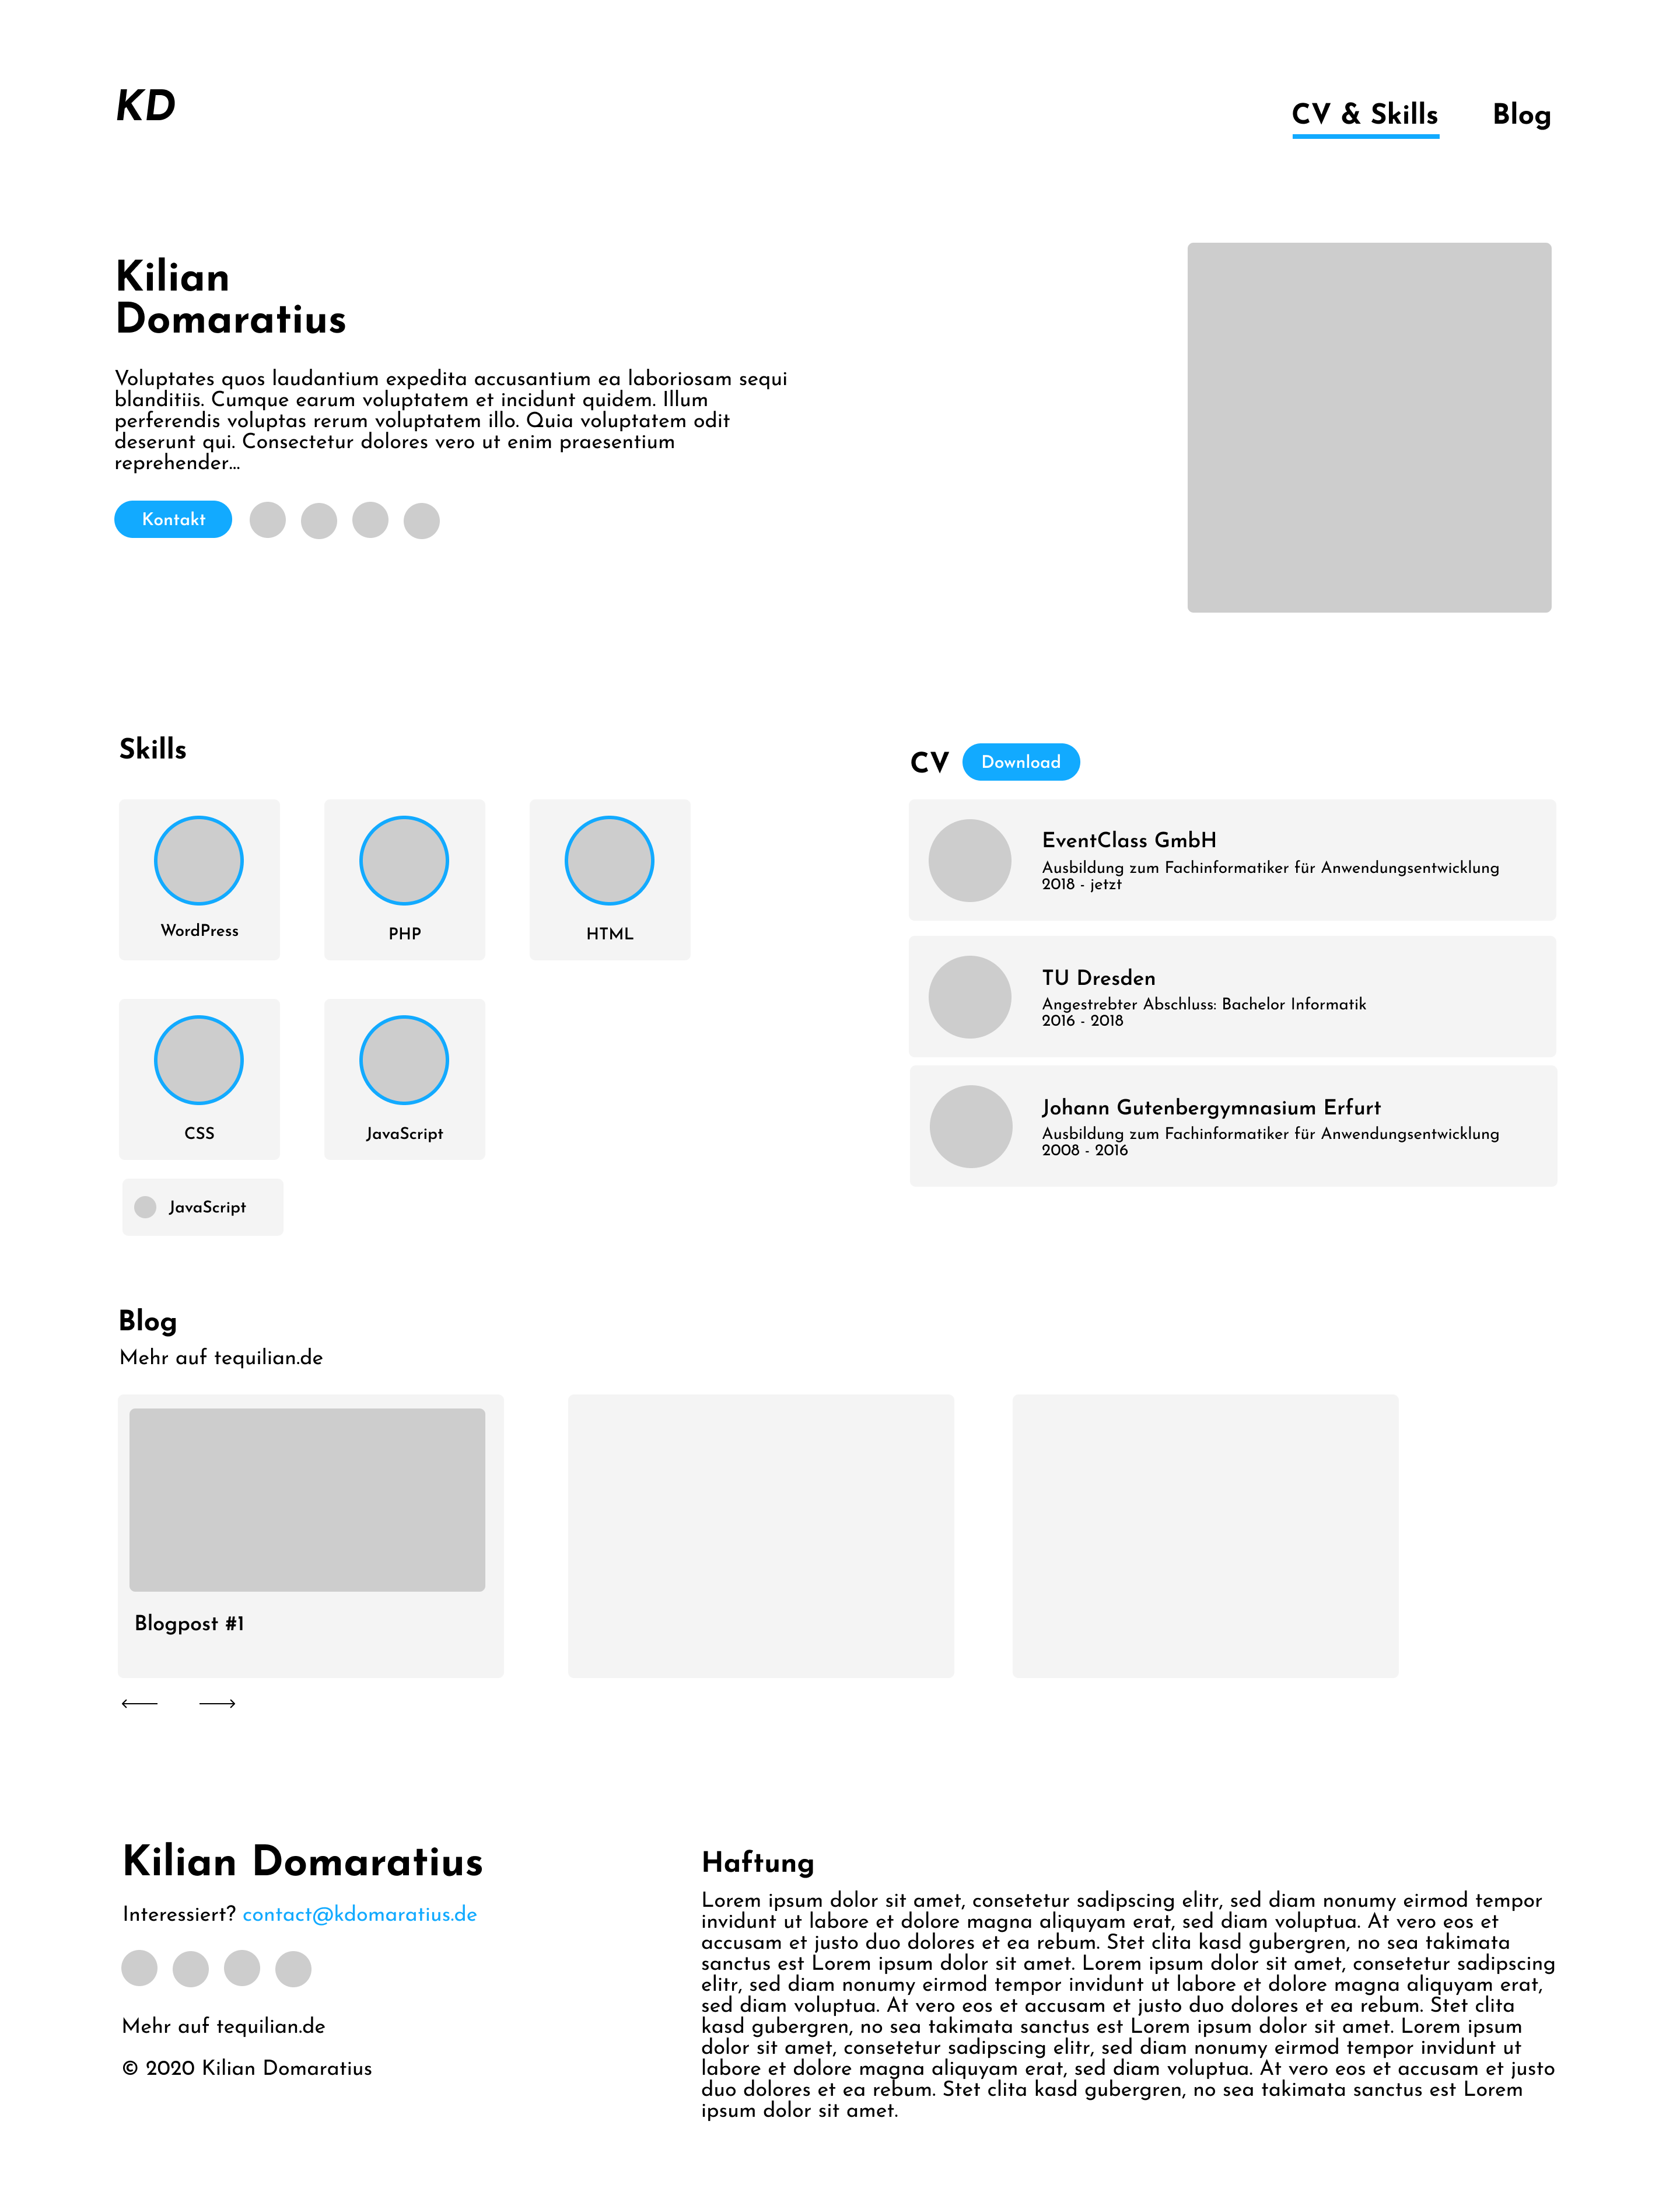 KD
CV & Skills
Blog
Kilian
Domaratius
Voluptates quos laudantium expedita accusantium ea laboriosam sequi
blanditiis. Cumque earum voluptatem et incidunt quidem. Illum
perferendis voluptas rerum voluptatem illo. Quia voluptatem odit
deserunt qui. Consectetur dolores vero ut enim praesentium
reprehender...
Kontakt
Skills
WordPress
PHP
HTML
CSS
JavaScript
JavaScript
CV
Download
EventClass GmbH
Ausbildung zum Fachinformatiker für Anwendungsentwicklung
2018 - jetzt
TU Dresden
Angestrebter Abschluss: Bachelor Informatik
2016 - 2018
Johann Gutenbergymnasium Erfurt
Ausbildung zum Fachinformatiker für Anwendungsentwicklung
2008 - 2016
Blog
Mehr auf tequilian.de
Blogpost #1
Kilian Domaratius
Interessiert? contact@kdomaratius.de
Mehr auf tequilian.de
© 2020 Kilian Domaratius
Haftung
Lorem ipsum dolor sit amet, consetetur sadipscing elitr, sed diam nonumy eirmod tempor
invidunt ut labore et dolore magna aliquyam erat, sed diam voluptua. At vero eos et
accusam et justo duo dolores et ea rebum. Stet clita kasd gubergren, no sea takimata
sanctus est Lorem ipsum dolor sit amet. Lorem ipsum dolor sit amet, consetetur sadipscing
elitr, sed diam nonumy eirmod tempor invidunt ut labore et dolore magna aliquyam erat,
sed diam voluptua. At vero eos et accusam et justo duo dolores et ea rebum. Stet clita
kasd gubergren, no sea takimata sanctus est Lorem ipsum dolor sit amet. Lorem ipsum
dolor sit amet, consetetur sadipscing elitr, sed diam nonumy eirmod tempor invidunt ut
labore et dolore magna aliquyam erat, sed diam voluptua. At vero eos et accusam et justo
duo dolores et ea rebum. Stet clita kasd gubergren, no sea takimata sanctus est Lorem
ipsum dolor sit amet.